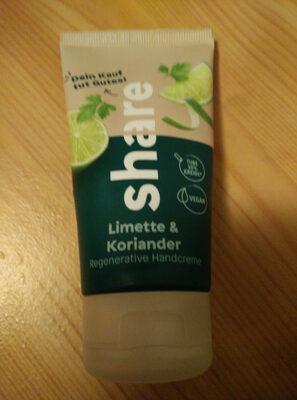 Dein Kauf
tut Gutes!
share
VEGAN
Limette &
Koriander
Regenerative Handcreme